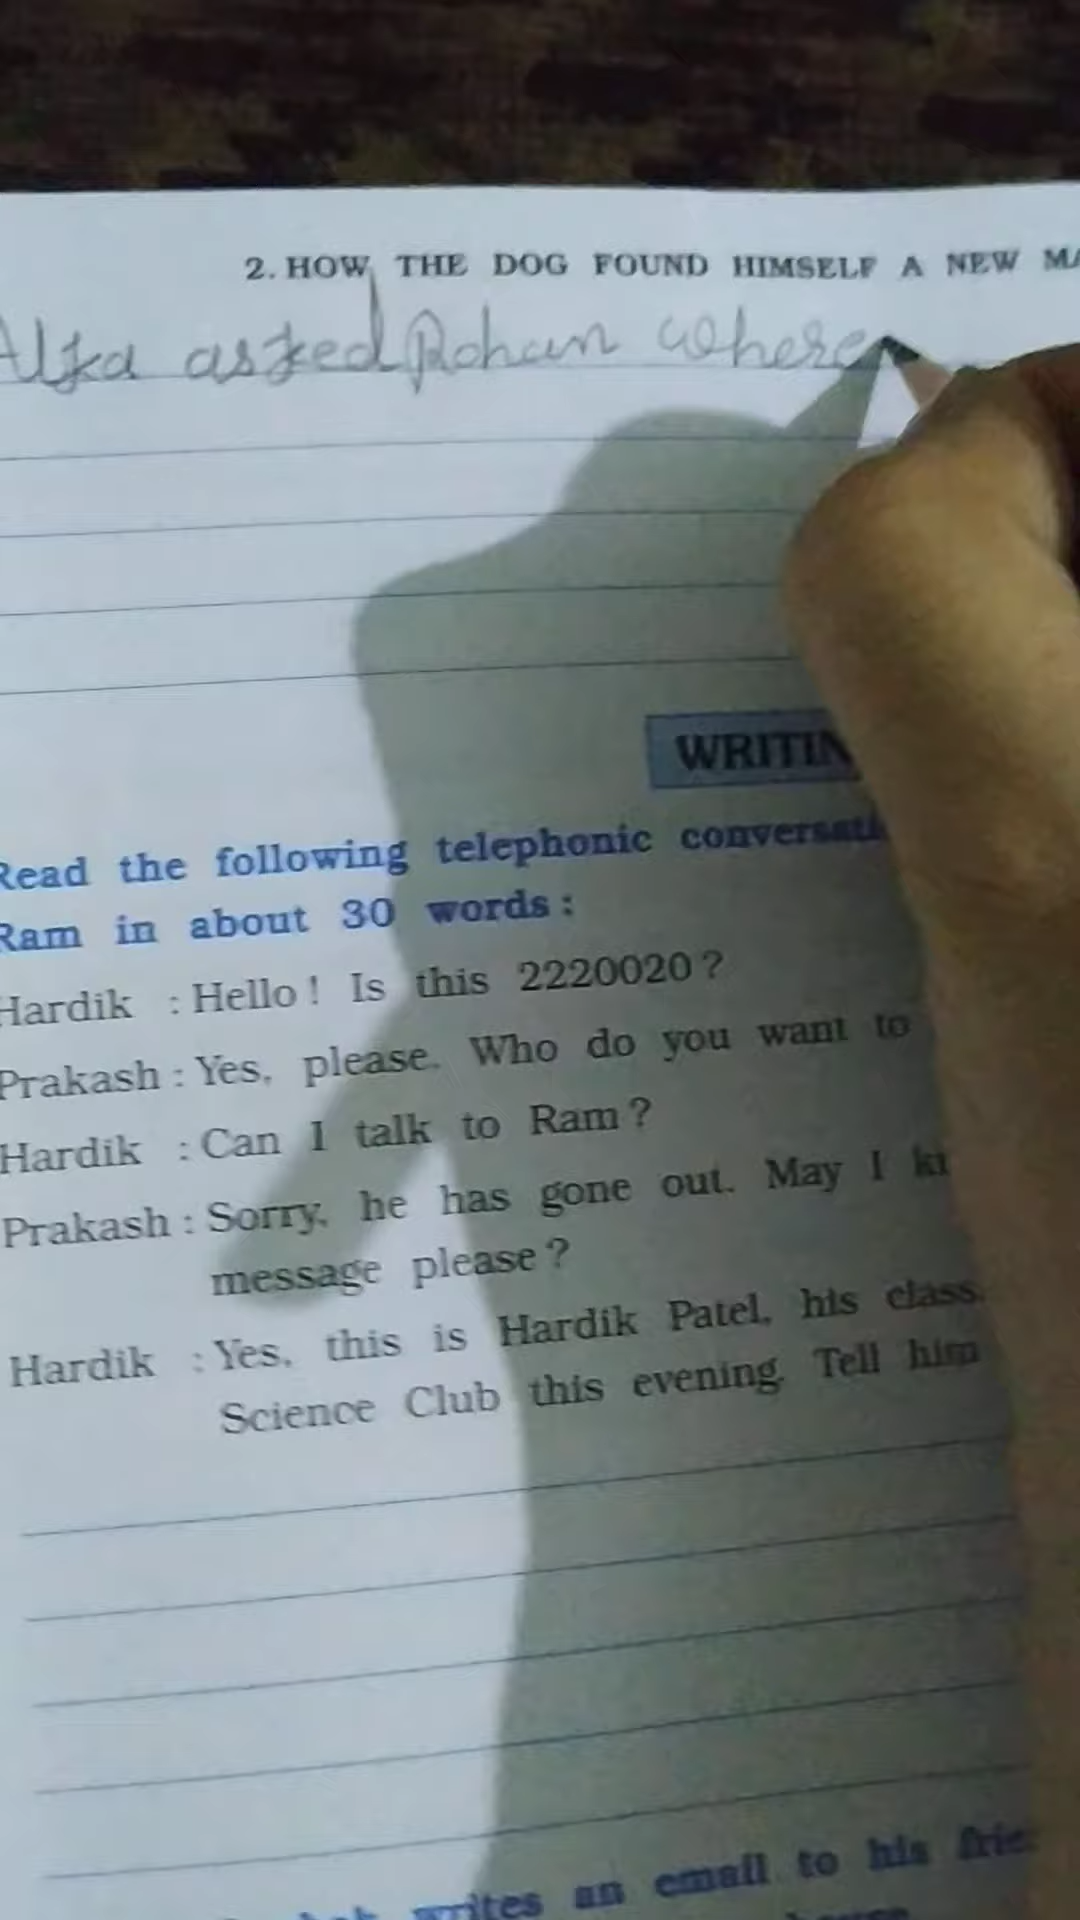 2. HOW THE DOG FOUND HIMSELF A NEW
Alka asked Rohan where
WRITIN
Read the following telephonic
Ram in about 30 words :
Hardik : Hello! Is this 2220020?
Prakash : Yes, please. Who do you want to
Hardik : Can I talk to Ram?
Prakash : Sorry, he has gone out. May I
message please?
Hardik : Yes, this is Hardik Patel, his class
Science Club this evening. Tell him
writes an email to his